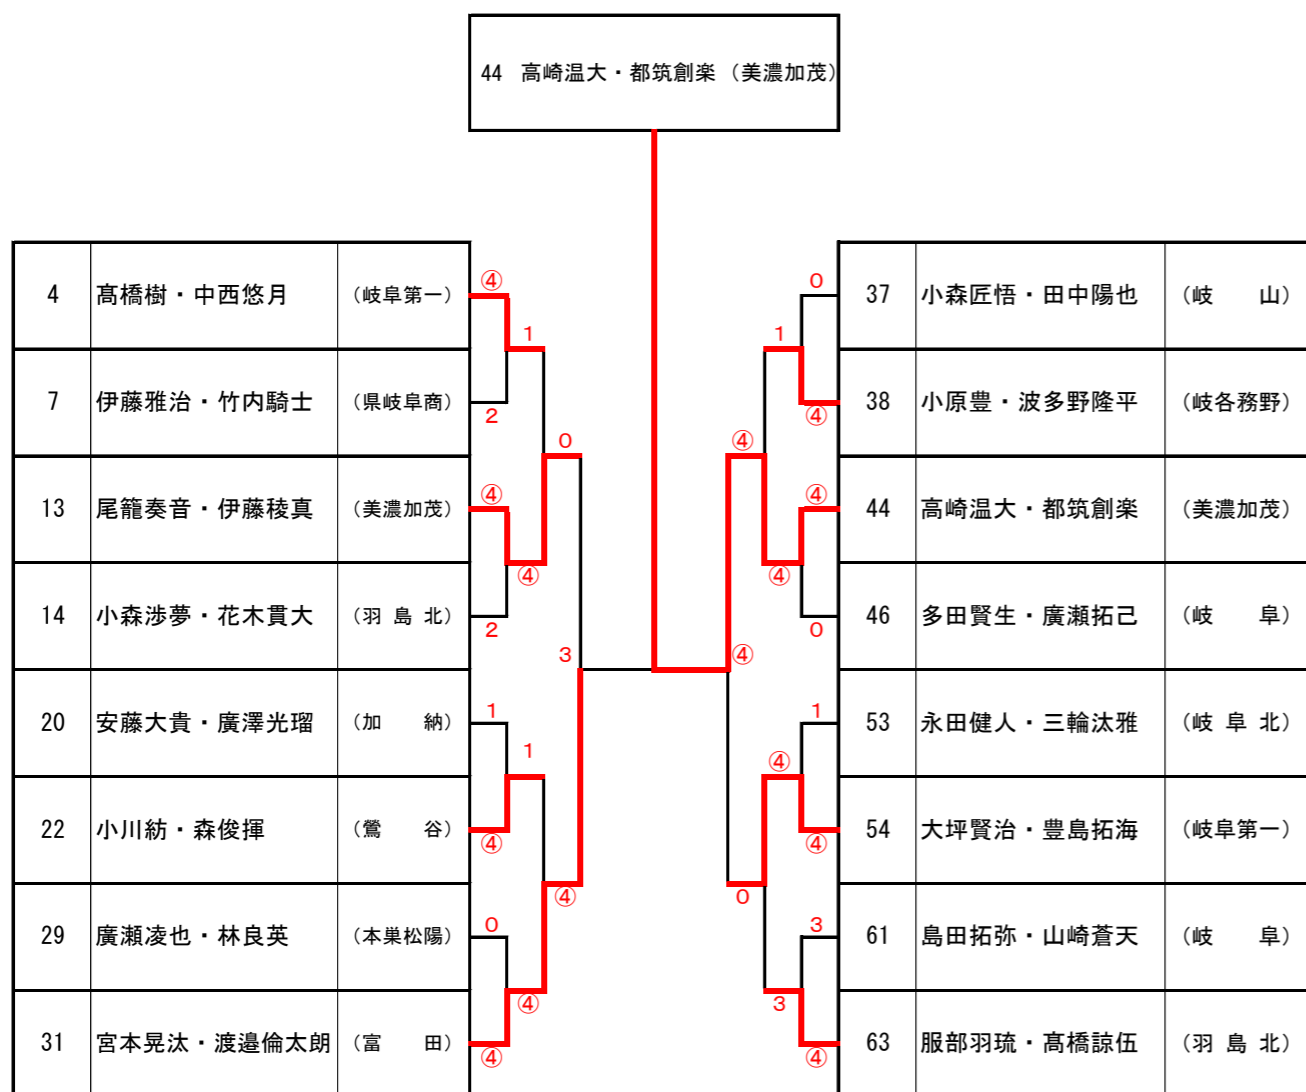 44 高崎温大・都筑創楽 （美濃加茂）
4 髙橋樹・中西悠月 （岐阜第一） ④
7 伊藤雅治・竹内騎士 （県岐阜商） 2
1
13 尾籠奏音・伊藤稜真 （美濃加茂） ④
14 小森渉夢・花木貫大 （羽 島 北） 2
④
0
20 安藤大貴・廣澤光瑠 （加　　納） 1
22 小川紡・森俊揮 （鶯　　谷） ④
1
29 廣瀬凌也・林良英 （本巣松陽） 0
31 宮本晃汰・渡邉倫太朗 （富　　田） ④
④
④
3
0 37 小森匠悟・田中陽也 （岐　　山）
④ 38 小原豊・波多野隆平 （岐各務野）
1
④ 44 高崎温大・都筑創楽 （美濃加茂）
0 46 多田賢生・廣瀬拓己 （岐　　阜）
④
④
1 53 永田健人・三輪汰雅 （岐 阜 北）
④ 54 大坪賢治・豊島拓海 （岐阜第一）
④
3 61 島田拓弥・山崎蒼天 （岐　　阜）
④ 63 服部羽琉・髙橋諒伍 （羽 島 北）
3
0
④